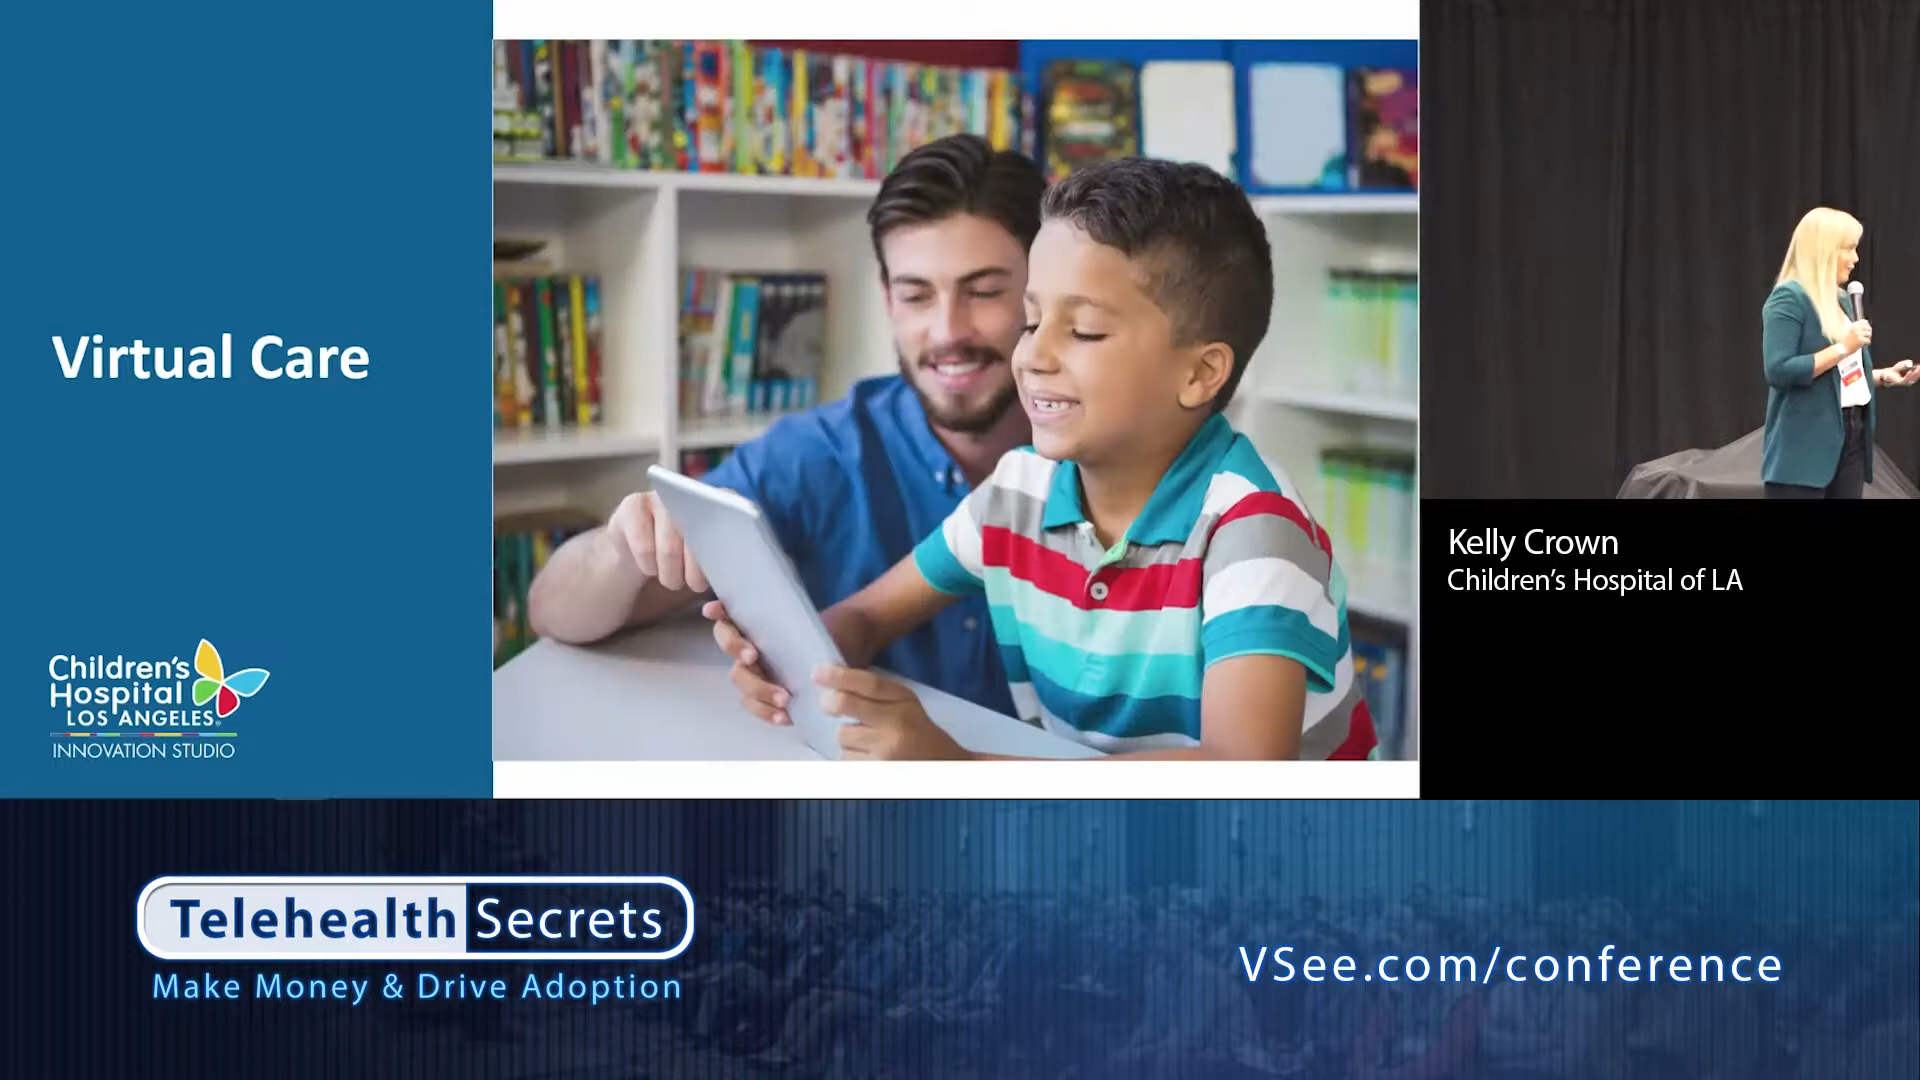 Virtual Care
Children's
Hospital
LOS ANGELES®
INNOVATION STUDIO
Kelly Crown
Children's Hospital of LA
Telehealth Secrets
Make Money & Drive Adoption
VSee.com/conference